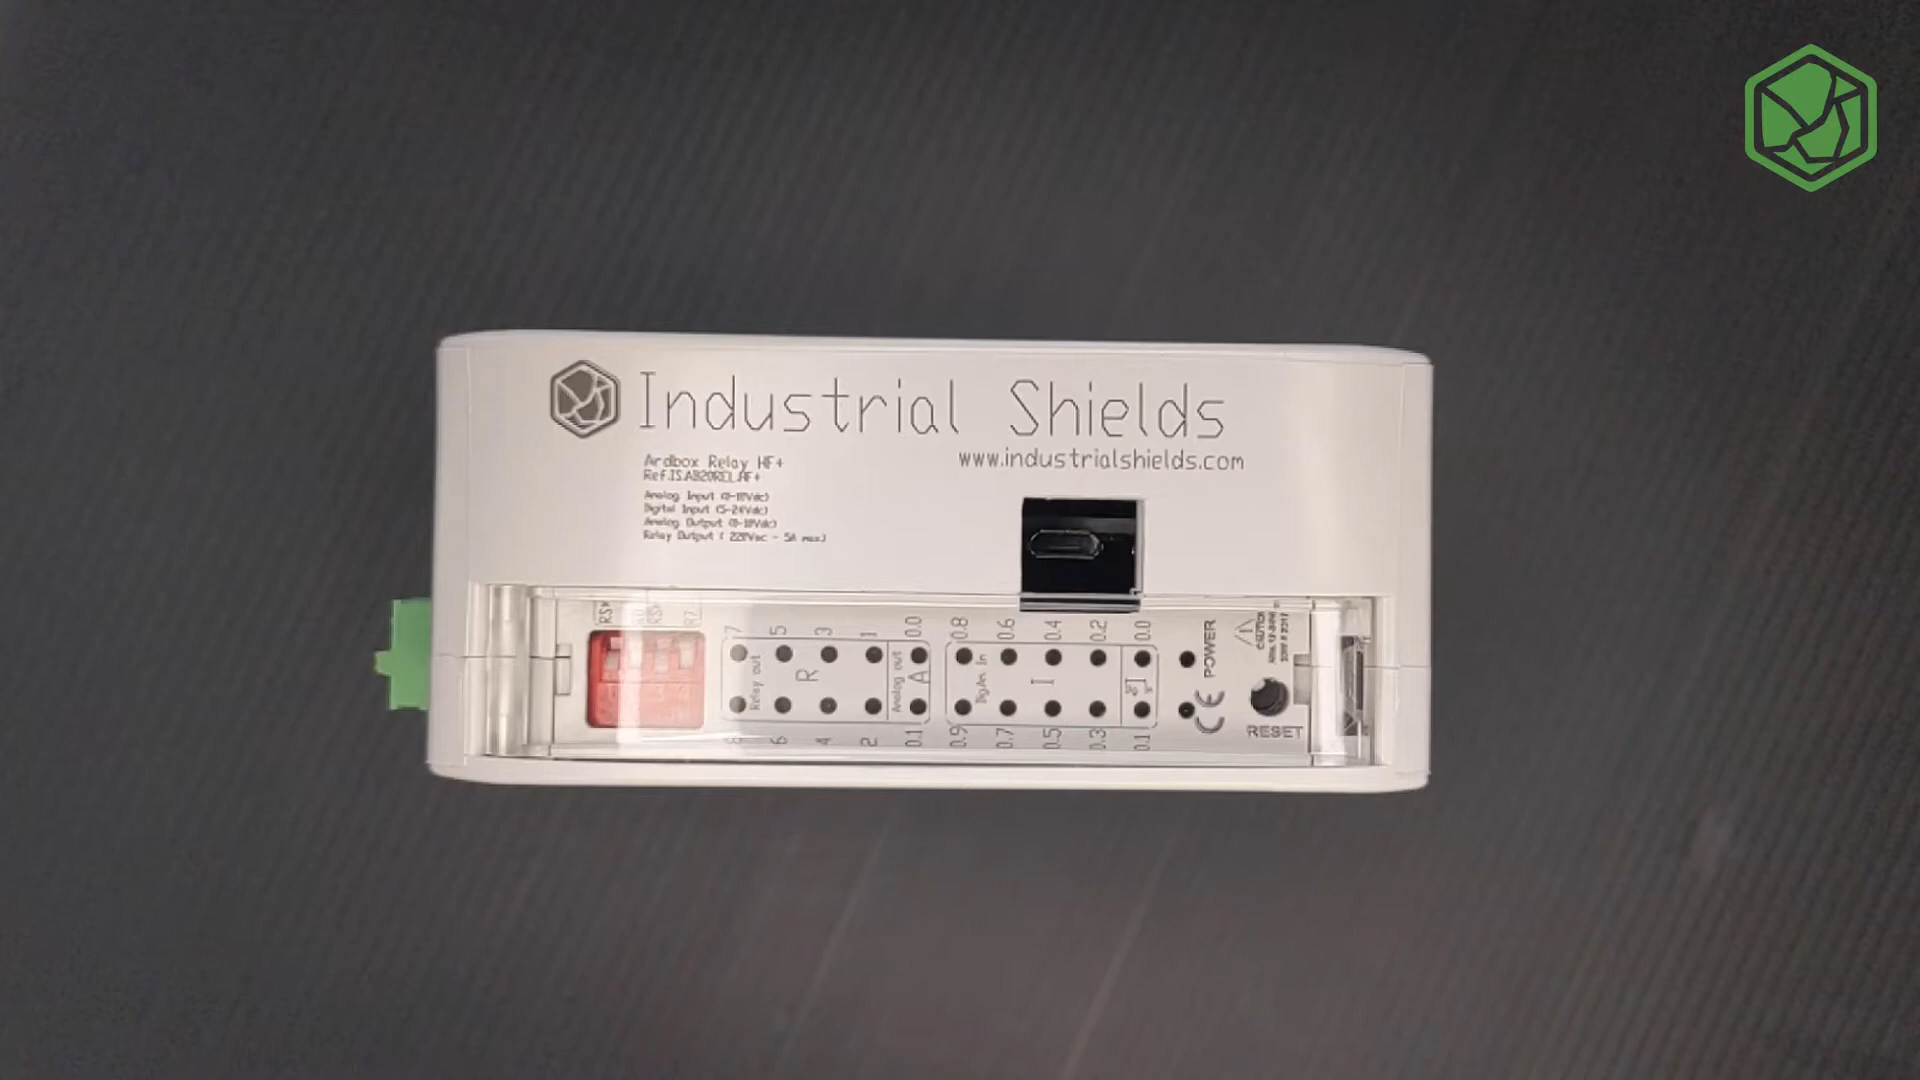 Industrial Shields
www.industrialshields.com
Ardbox Relay HF+
Ref.IS.AB20REL.HF+
Analog Input (0-10Vdc)
Digital Input (5-24Vdc)
Analog Output (0-10Vdc)
Relay Output ( 220Vac - 5A max)
7 5 3 1 0.0 0.8 0.6 0.4 0.2 0.0
Relay out R Analog out A Dig/An In I
8 6 4 2 0.1 0.9 0.7 0.5 0.3 0.1
POWER
CE
RESET